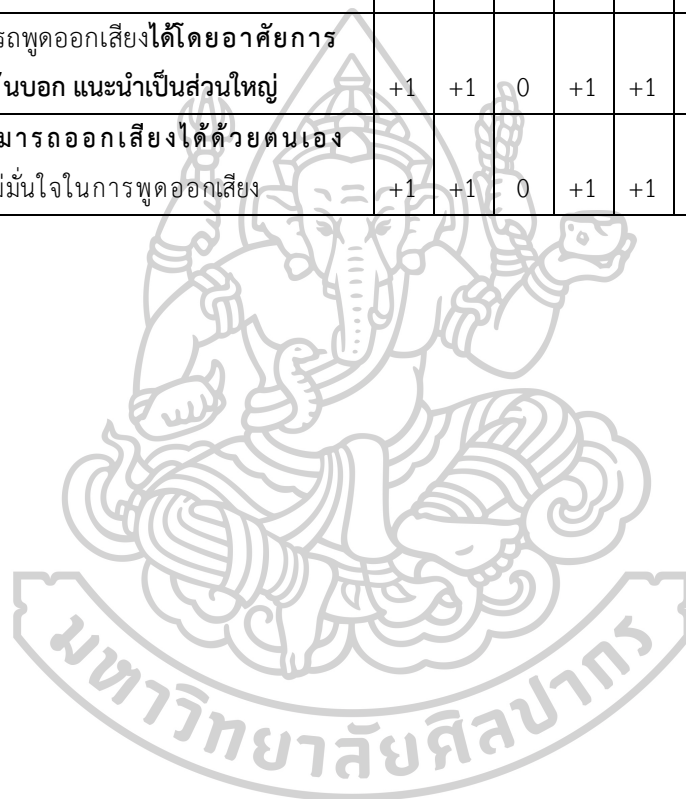 รถพูดออกเสียงได้โดยอาศัยการ
นบอก แนะนำเป็นส่วนใหญ่ +1 +1 0 +1 +1
มารถออกเสียงได้ด้วยตนเอง
มั่นใจในการพูดออกเสียง +1 +1 0 +1 +1
มหาวิทยาลัยศิลปากร